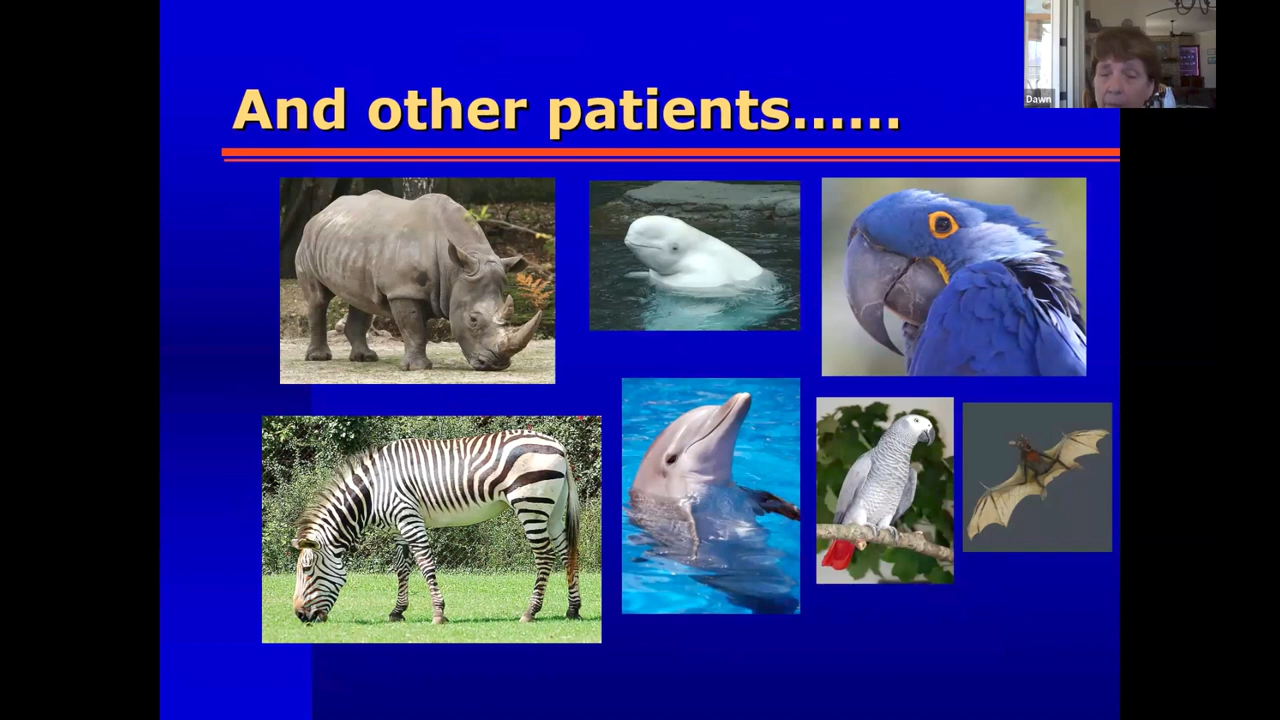 And other patients......
Dawn